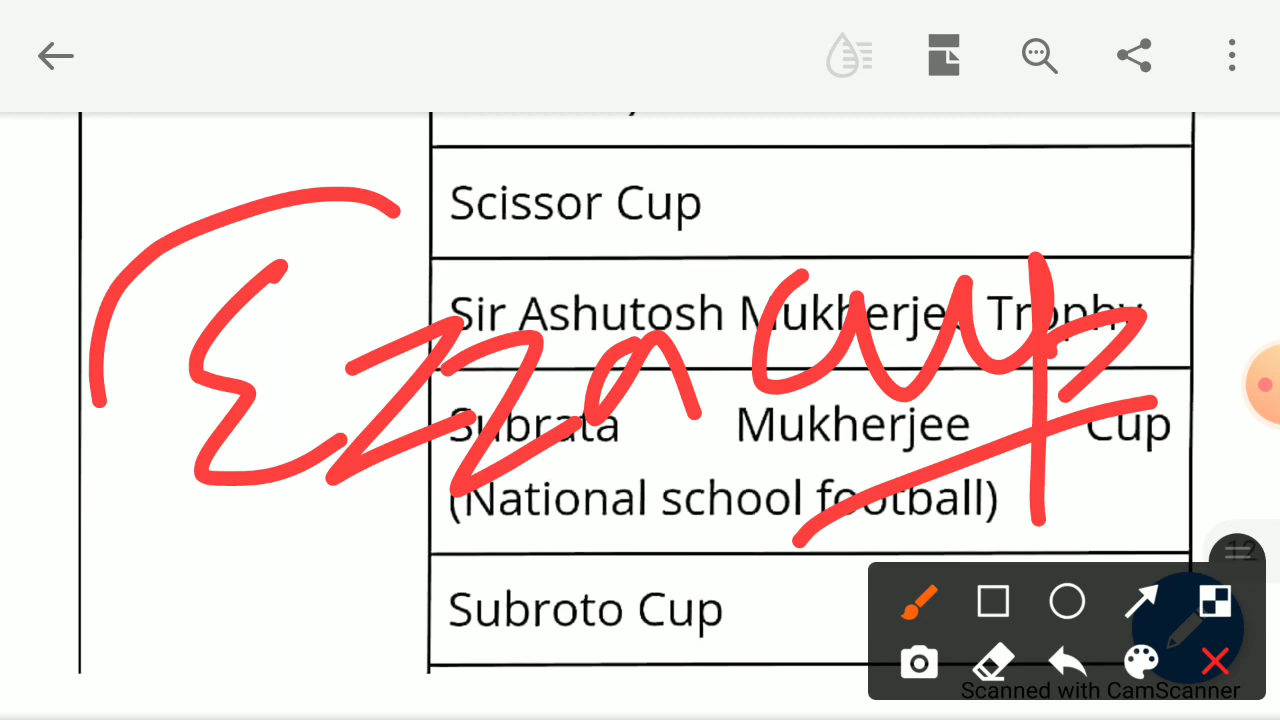 Scissor Cup
Sir Ashutosh Mukherjee Trophy
Ezza Cup
Subrata Mukherjee Cup
(National school football)
Subroto Cup
12
Scanned with CamScanner